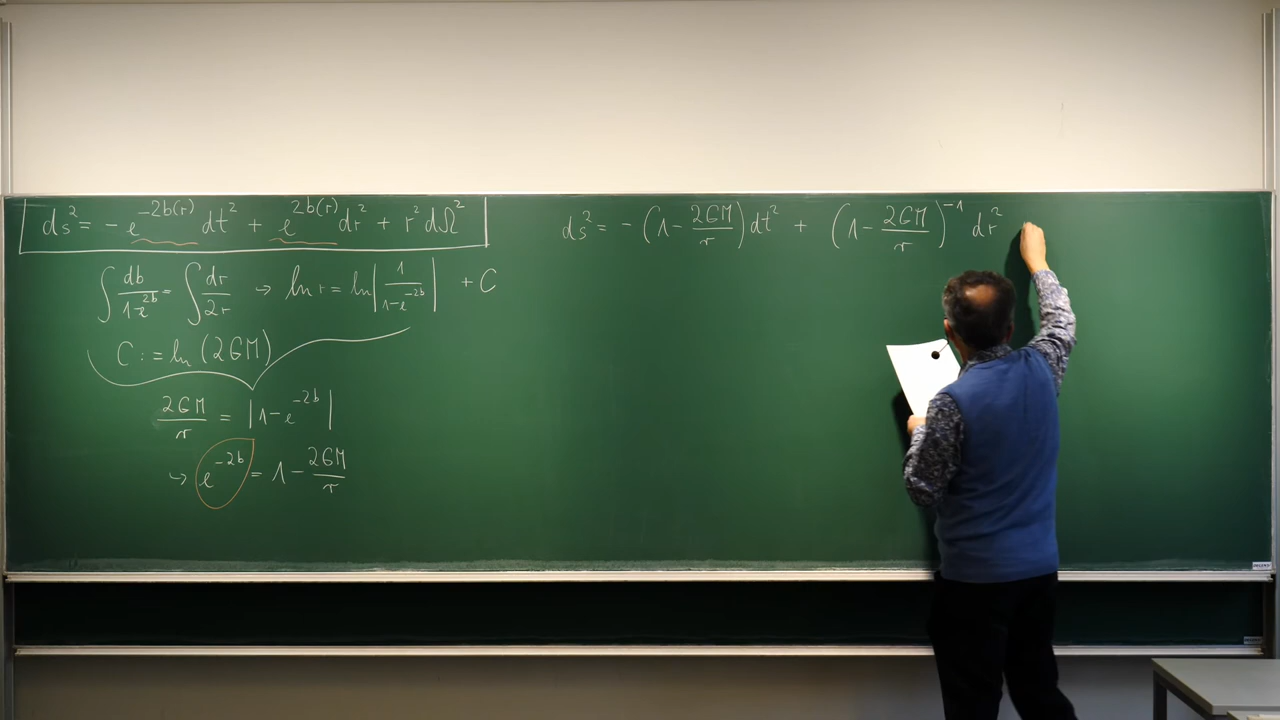 ds² = - e^{-2b(r)} dt² + e^{2b(r)} dr² + r² dΩ²
∫ db/(1-e^{-2b}) = ∫ dr/2r ↝ ln r = ln|1/(1-e^{-2b})| + C
C := ln (2GM)
2GM/r = |1-e^{-2b}|
↝ e^{-2b} = 1 - 2GM/r
ds² = - (1 - 2GM/r) dt² + (1 - 2GM/r)^{-1} dr²